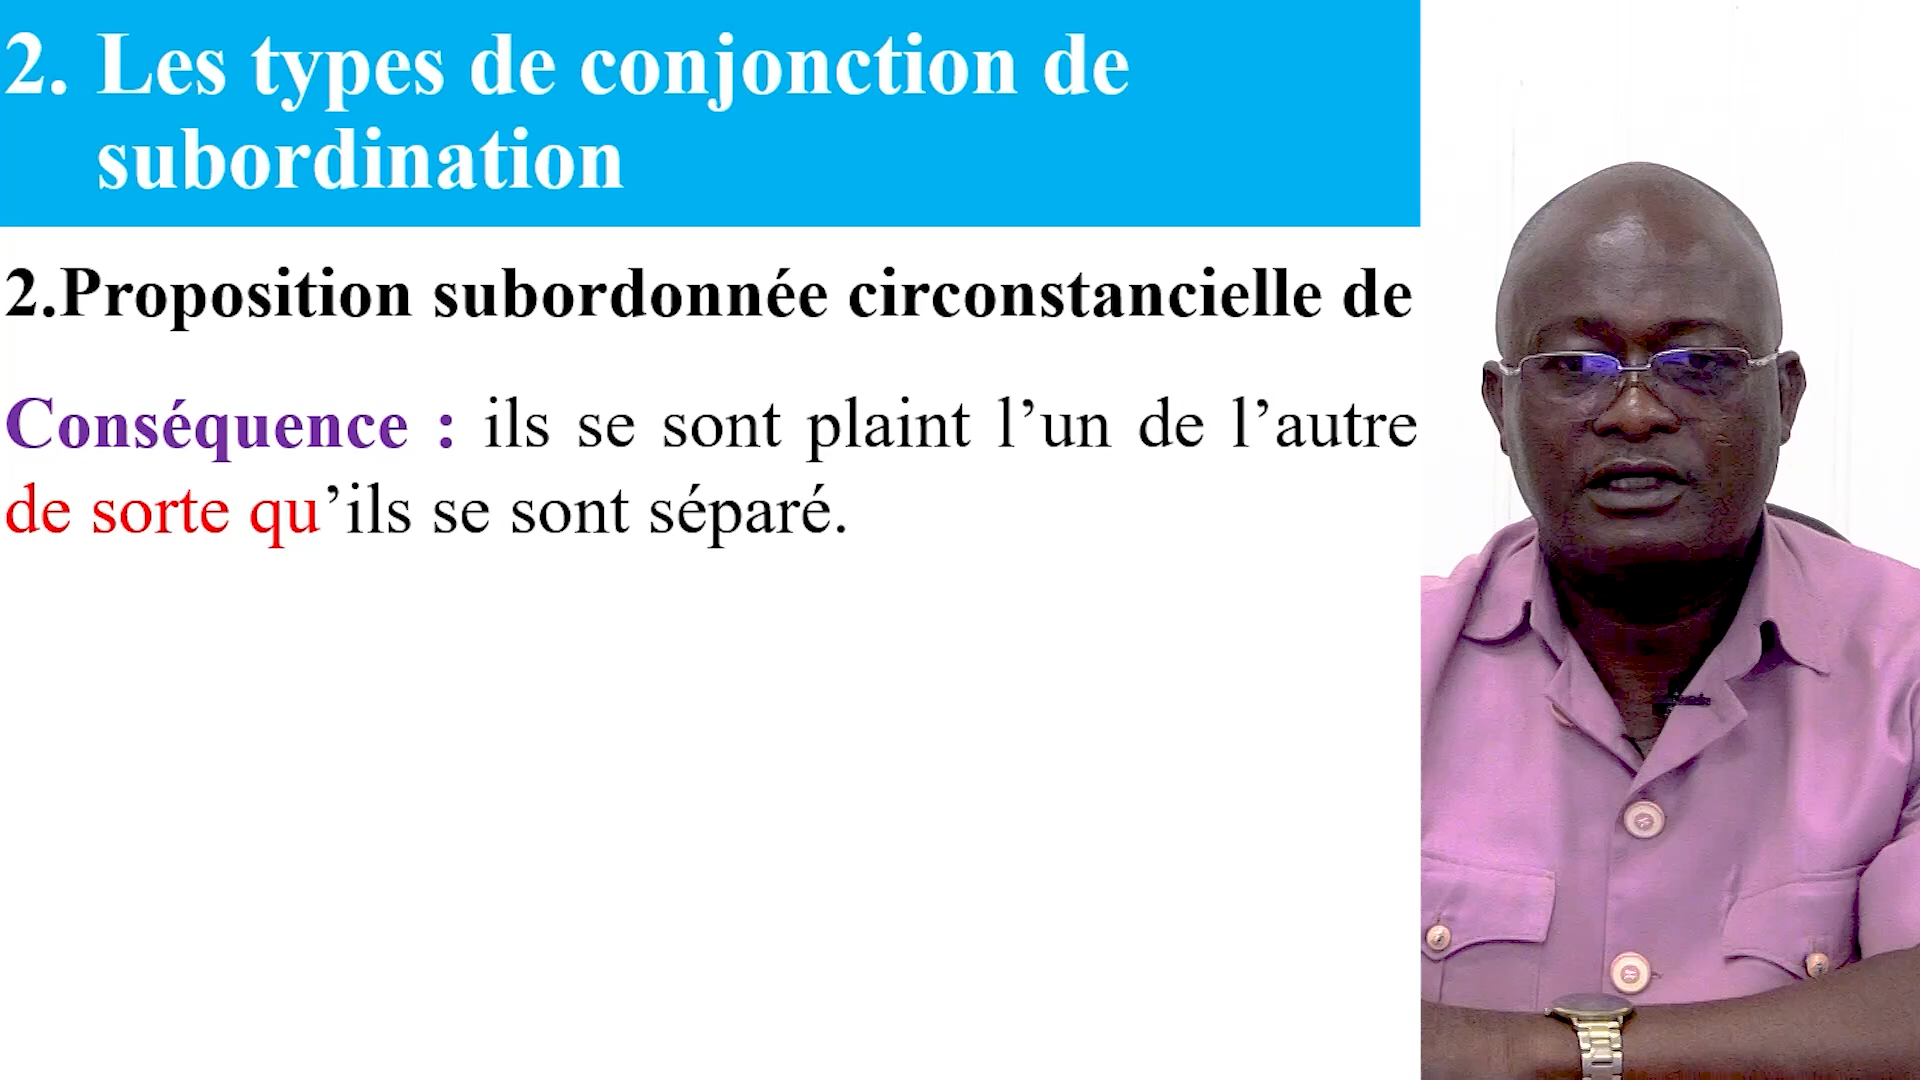 2. Les types de conjonction de
subordination
2.Proposition subordonnée circonstancielle de
Conséquence : ils se sont plaint l’un de l’autre
de sorte qu’ils se sont séparé.